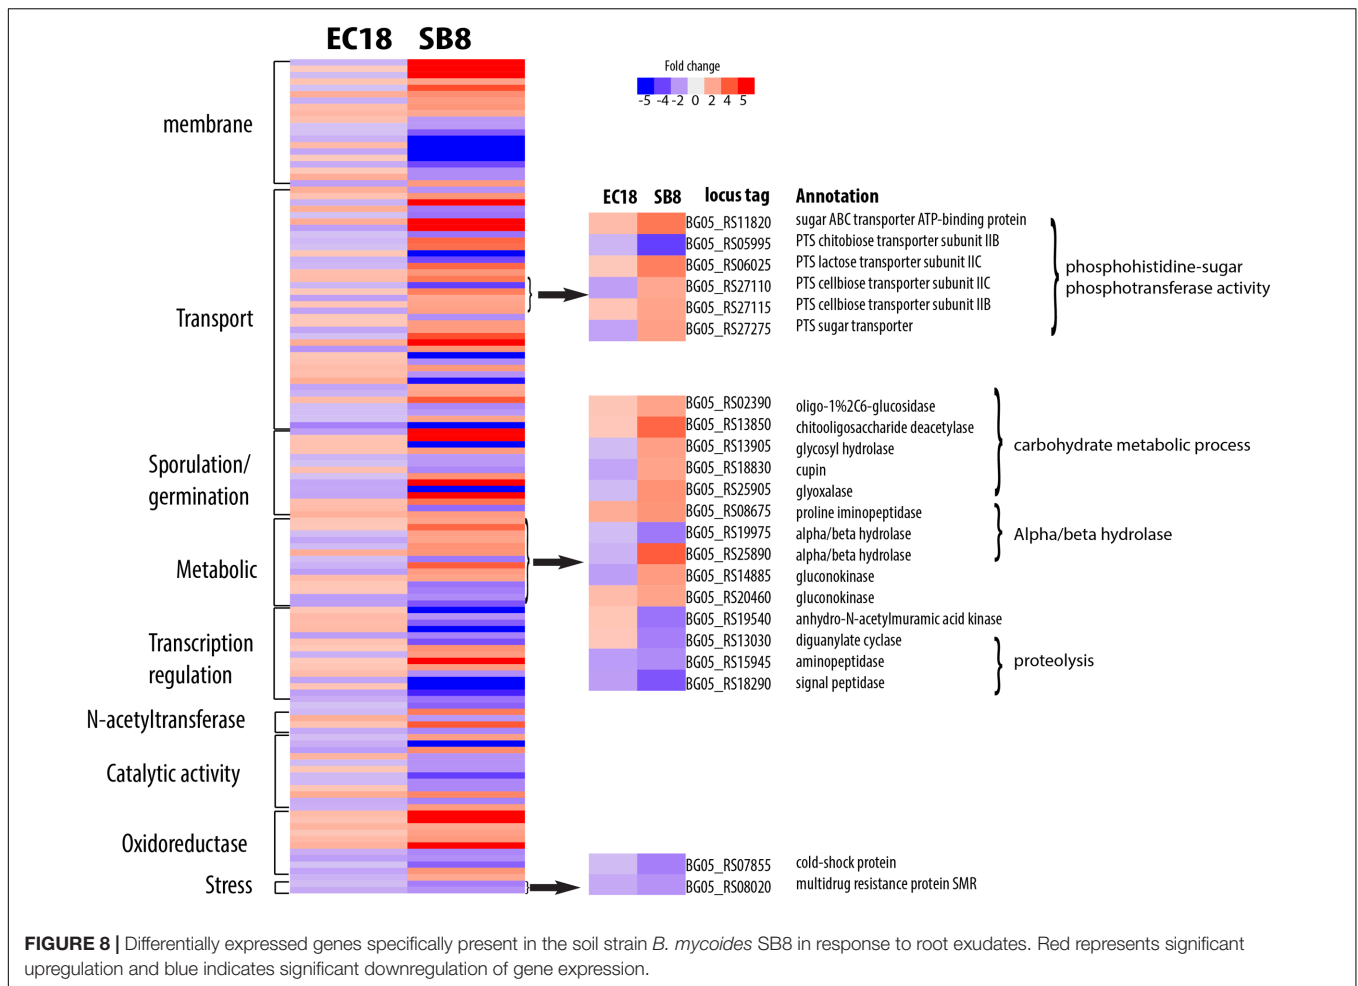 EC18 SB8
Fold change
-5 -4 -2 0 2 4 5
membrane
Transport
Sporulation/
germination
Metabolic
Transcription
regulation
N-acetyltransferase
Catalytic activity
Oxidoreductase
Stress
EC18 SB8 locus tag Annotation
BG05_RS11820 sugar ABC transporter ATP-binding protein
BG05_RS05995 PTS chitobiose transporter subunit IIB
BG05_RS06025 PTS lactose transporter subunit IIC
BG05_RS27110 PTS cellbiose transporter subunit IIC
BG05_RS27115 PTS cellbiose transporter subunit IIB
BG05_RS27275 PTS sugar transporter
phosphohistidine-sugar
phosphotransferase activity
BG05_RS02390 oligo-1%2C6-glucosidase
BG05_RS13850 chitooligosaccharide deacetylase
BG05_RS13905 glycosyl hydrolase
BG05_RS18830 cupin
BG05_RS25905 glyoxalase
BG05_RS08675 proline iminopeptidase
BG05_RS19975 alpha/beta hydrolase
BG05_RS25890 alpha/beta hydrolase
BG05_RS14885 gluconokinase
BG05_RS20460 gluconokinase
BG05_RS19540 anhydro-N-acetylmuramic acid kinase
BG05_RS13030 diguanylate cyclase
BG05_RS15945 aminopeptidase
BG05_RS18290 signal peptidase
carbohydrate metabolic process
Alpha/beta hydrolase
proteolysis
BG05_RS07855 cold-shock protein
BG05_RS08020 multidrug resistance protein SMR
FIGURE 8 | Differentially expressed genes specifically present in the soil strain B. mycoides SB8 in response to root exudates. Red represents significant
upregulation and blue indicates significant downregulation of gene expression.